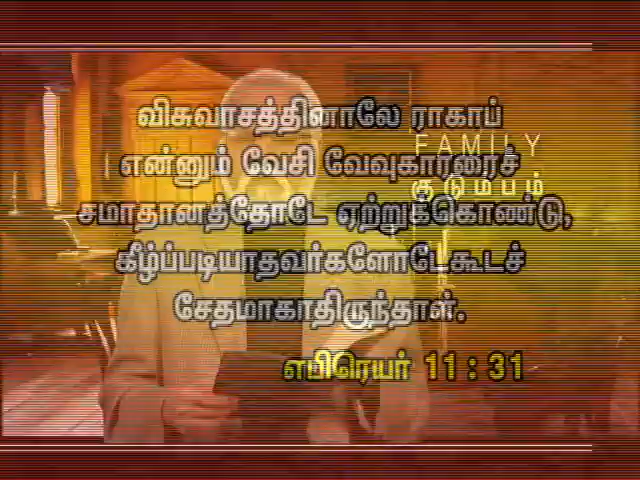 விசுவாசத்தினாலே ராகாப்
FAMILY
என்னும் வேசி வேவுகாரரைச்
குடும்பம்
சமாதானத்தோடே ஏற்றுக்கொண்டு,
கீழ்ப்படியாதவர்களோடேகூடச்
சேதமாகாதிருந்தாள்.
எபிரெயர் 11 : 31